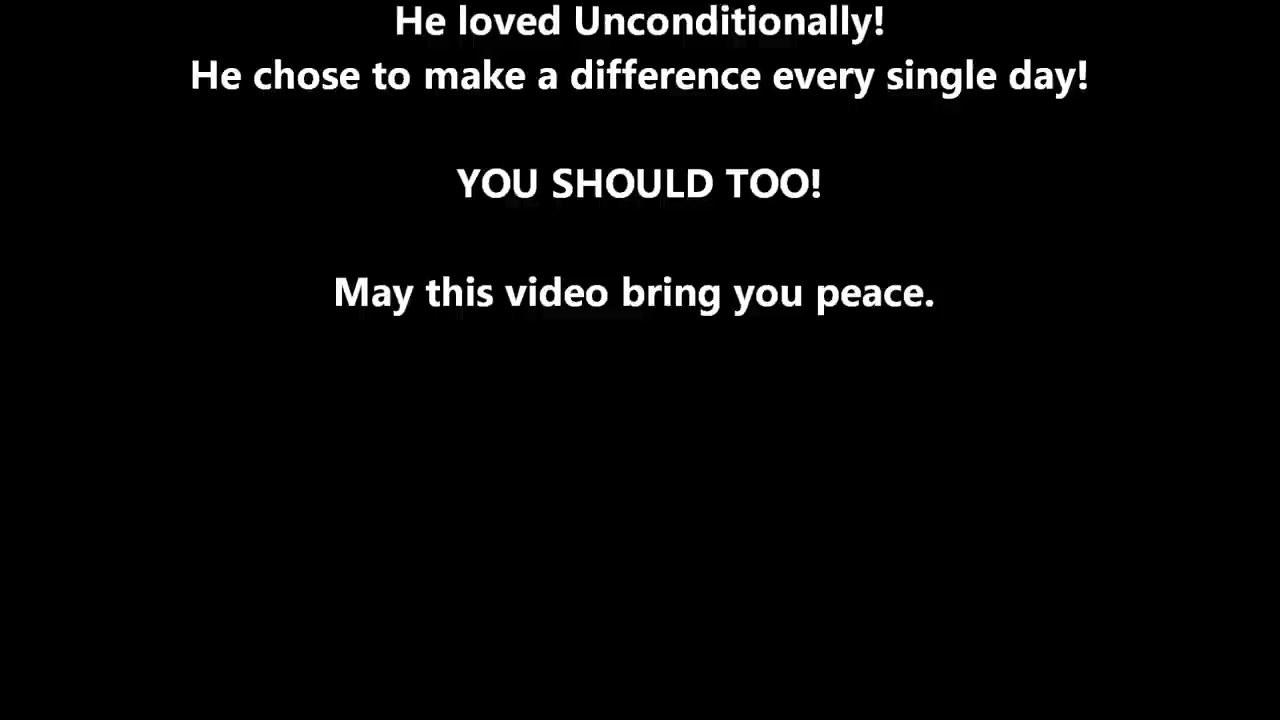 He loved Unconditionally!
He chose to make a difference every single day!
YOU SHOULD TOO!
May this video bring you peace.